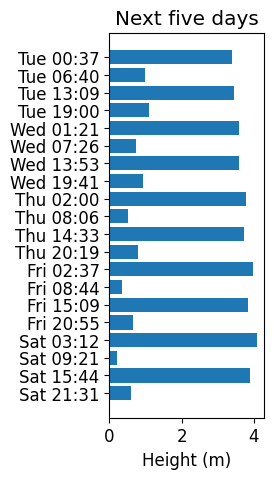 Next five days
Tue 00:37
Tue 06:40
Tue 13:09
Tue 19:00
Wed 01:21
Wed 07:26
Wed 13:53
Wed 19:41
Thu 02:00
Thu 08:06
Thu 14:33
Thu 20:19
Fri 02:37
Fri 08:44
Fri 15:09
Fri 20:55
Sat 03:12
Sat 09:21
Sat 15:44
Sat 21:31
0 2 4
Height (m)